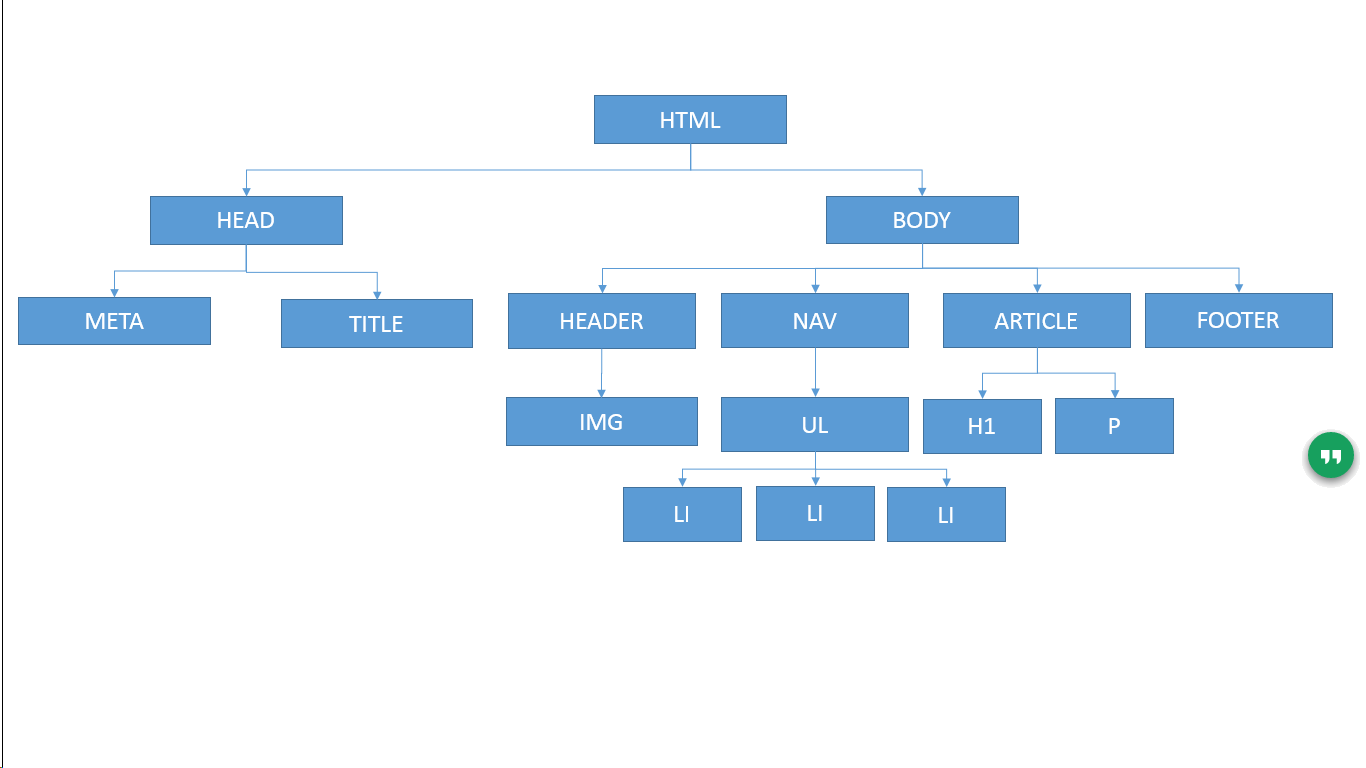 HTML
HEAD
BODY
META
TITLE
HEADER
NAV
ARTICLE
FOOTER
IMG
UL
H1
P
LI
LI
LI